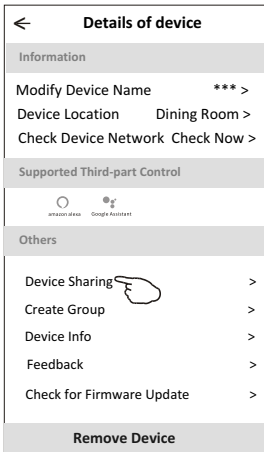 ← Details of device
Information
Modify Device Name *** >
Device Location Dining Room >
Check Device Network Check Now >
Supported Third-part Control
amazon alexa Google Assistant
Others
Device Sharing >
Create Group >
Device Info >
Feedback >
Check for Firmware Update >
Remove Device